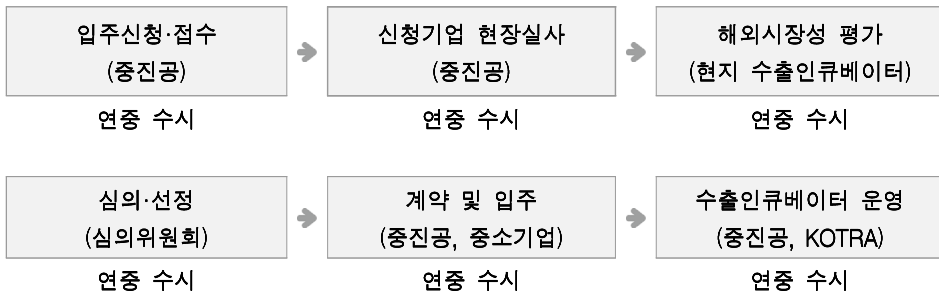 입주신청·접수
(중진공)
연중 수시
신청기업 현장실사
(중진공)
연중 수시
해외시장성 평가
(현지 수출인큐베이터)
연중 수시
심의·선정
(심의위원회)
연중 수시
계약 및 입주
(중진공, 중소기업)
연중 수시
수출인큐베이터 운영
(중진공, KOTRA)
연중 수시